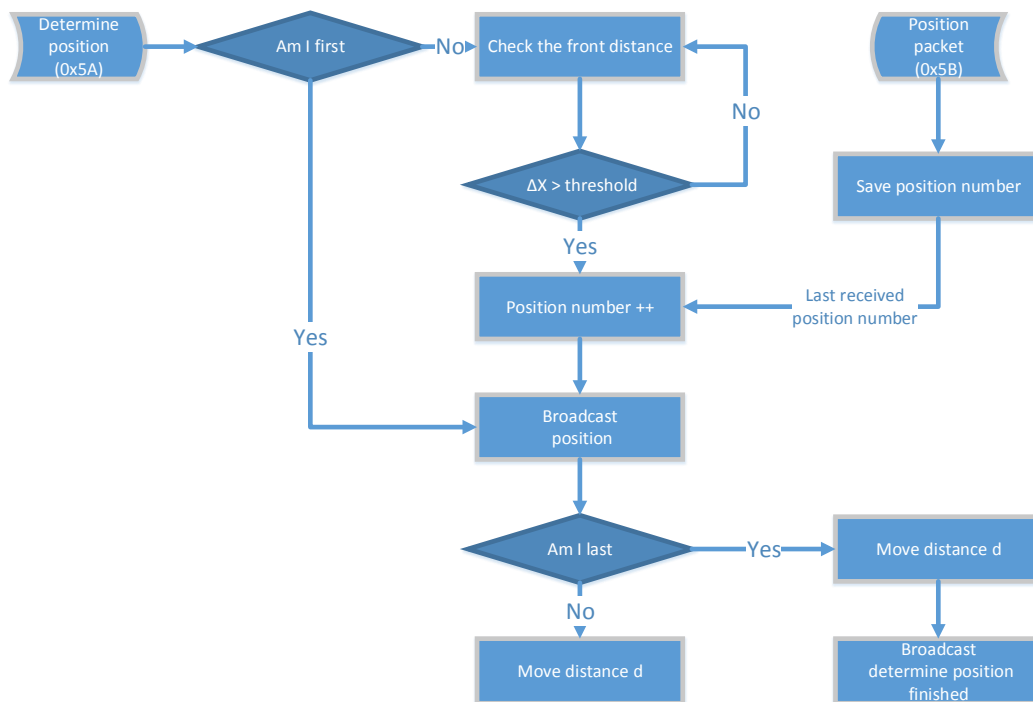 Determine
position
(0x5A)
Am I first
No
Check the front distance
Position
packet
(0x5B)
No
ΔX > threshold
Save position number
Yes
Position number ++
Last received
position number
Yes
Broadcast
position
Am I last
Yes
Move distance d
No
Move distance d
Broadcast
determine position
finished